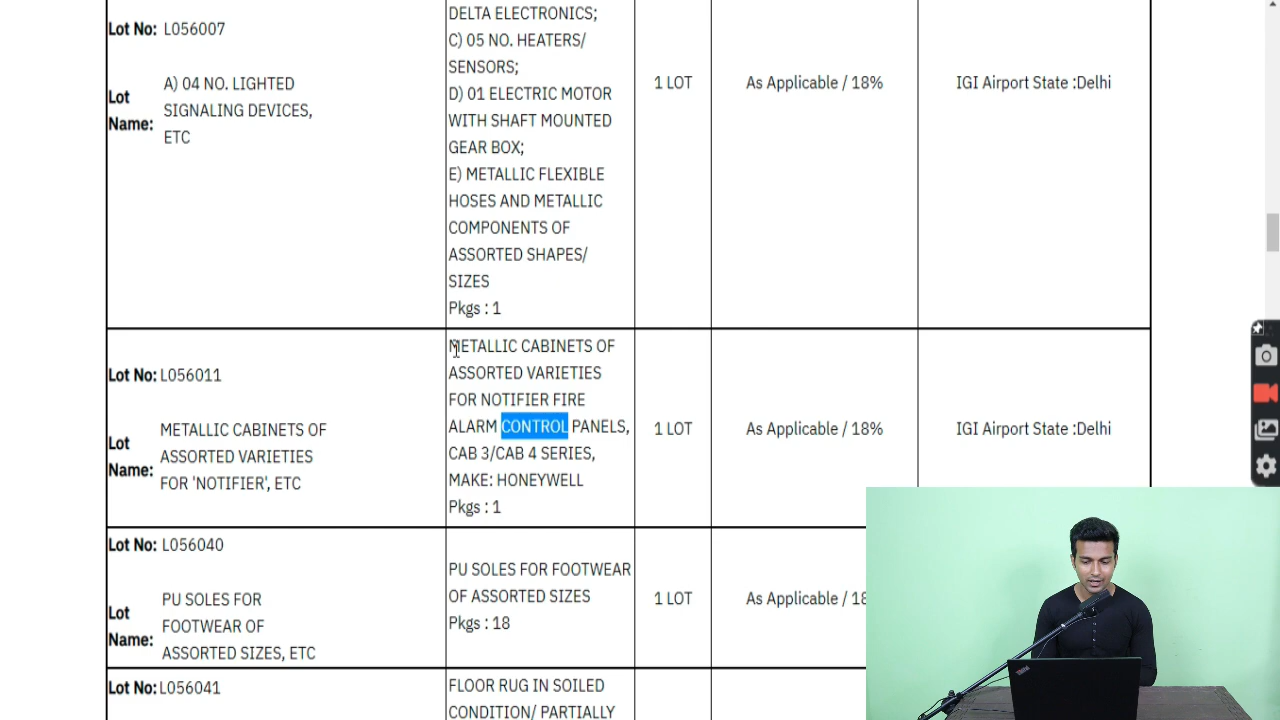 Lot No: L056007
Lot Name: A) 04 NO. LIGHTED
SIGNALING DEVICES,
ETC
DELTA ELECTRONICS;
C) 05 NO. HEATERS/
SENSORS;
D) 01 ELECTRIC MOTOR
WITH SHAFT MOUNTED
GEAR BOX;
E) METALLIC FLEXIBLE
HOSES AND METALLIC
COMPONENTS OF
ASSORTED SHAPES/
SIZES
Pkgs : 1
1 LOT
As Applicable / 18%
IGI Airport State :Delhi
Lot No: L056011
Lot Name: METALLIC CABINETS OF
ASSORTED VARIETIES
FOR 'NOTIFIER', ETC
METALLIC CABINETS OF
ASSORTED VARIETIES
FOR NOTIFIER FIRE
ALARM CONTROL PANELS,
CAB 3/CAB 4 SERIES,
MAKE: HONEYWELL
Pkgs : 1
1 LOT
As Applicable / 18%
IGI Airport State :Delhi
Lot No: L056040
Lot Name: PU SOLES FOR
FOOTWEAR OF
ASSORTED SIZES, ETC
PU SOLES FOR FOOTWEAR
OF ASSORTED SIZES
Pkgs : 18
1 LOT
As Applicable / 18
Lot No: L056041
FLOOR RUG IN SOILED
CONDITION/ PARTIALLY